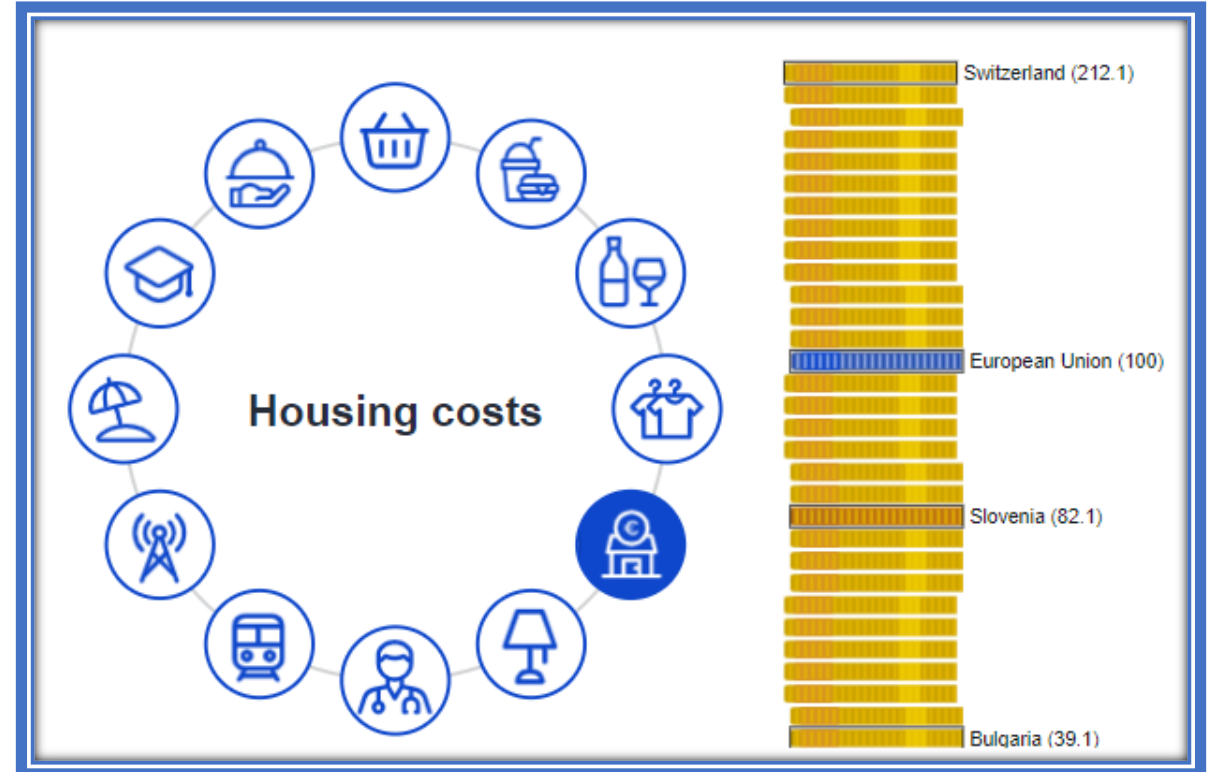 Housing costs
Switzerland (212.1)
European Union (100)
Slovenia (82.1)
Bulgaria (39.1)